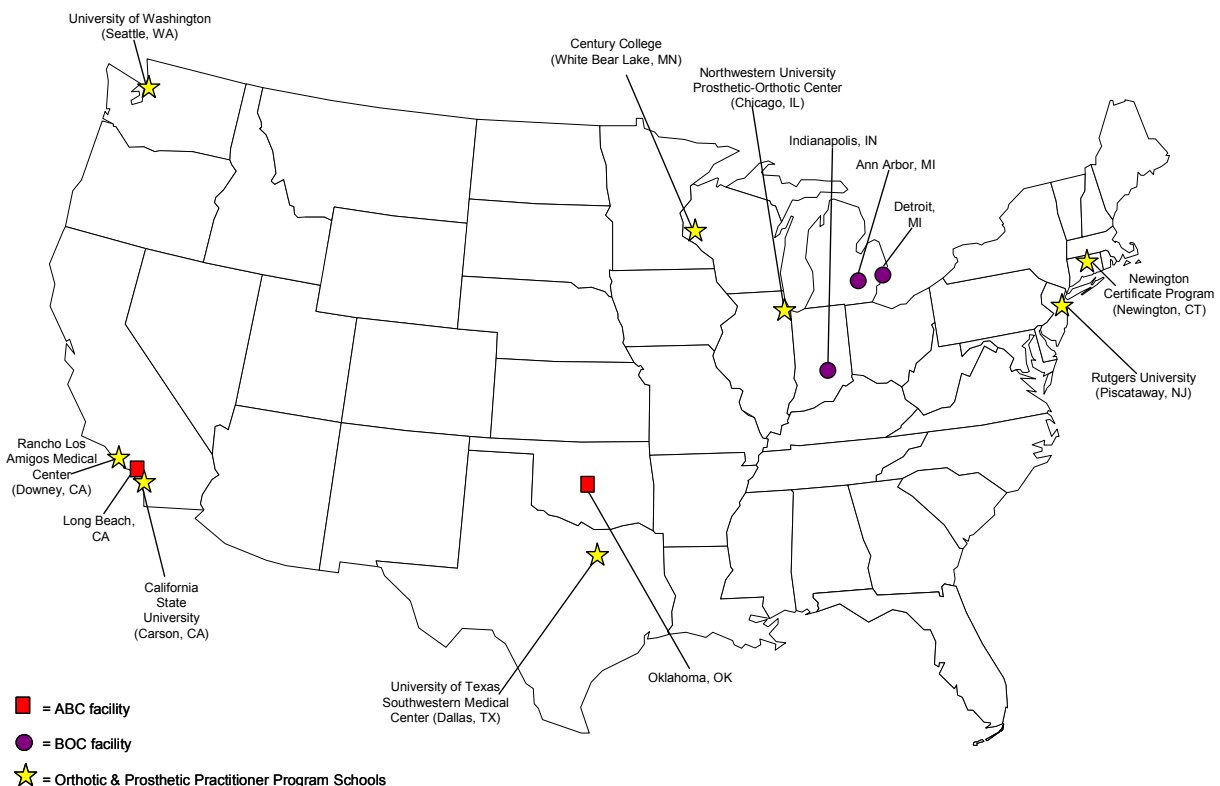 University of Washington
(Seattle, WA)
Century College
(White Bear Lake, MN)
Northwestern University
Prosthetic-Orthotic Center
(Chicago, IL)
Indianapolis, IN
Ann Arbor, MI
Detroit,
MI
Newington
Certificate Program
(Newington, CT)
Rutgers University
(Piscataway, NJ)
Rancho Los
Amigos Medical
Center
(Downey, CA)
Long Beach,
CA
California
State
University
(Carson, CA)
Oklahoma, OK
University of Texas
Southwestern Medical
Center (Dallas, TX)
= ABC facility
= BOC facility
= Orthotic & Prosthetic Practitioner Program Schools